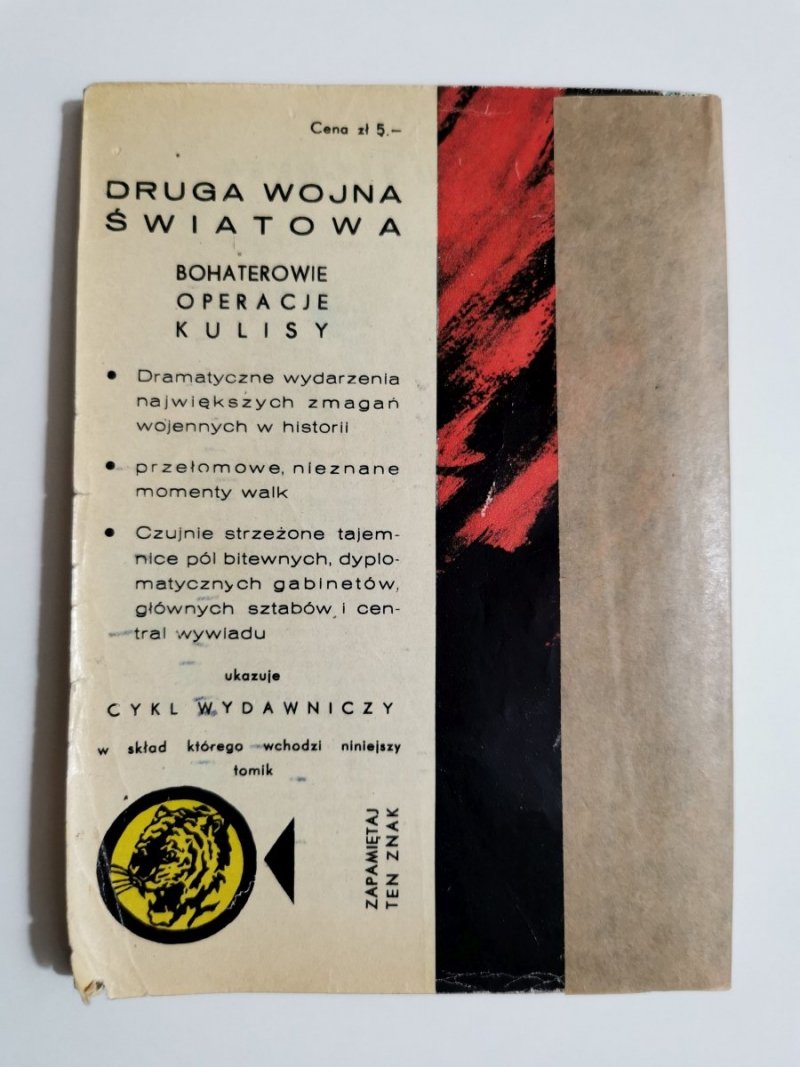 Cena zł 5.—
DRUGA WOJNA
ŚWIATOWA
BOHATEROWIE
OPERACJE
KULISY
• Dramatyczne wydarzenia
największych zmagań
wojennych w historii
• przełomowe, nieznane
momenty walk
• Czujnie strzeżone tajem-
nice pól bitewnych, dyplo-
matycznych gabinetów,
głównych sztabów i cen-
tral wywiadu
ukazuje
CYKL WYDAWNICZY
w skład którego wchodzi niniejszy
tomik
ZAPAMIĘTAJ
TEN ZNAK